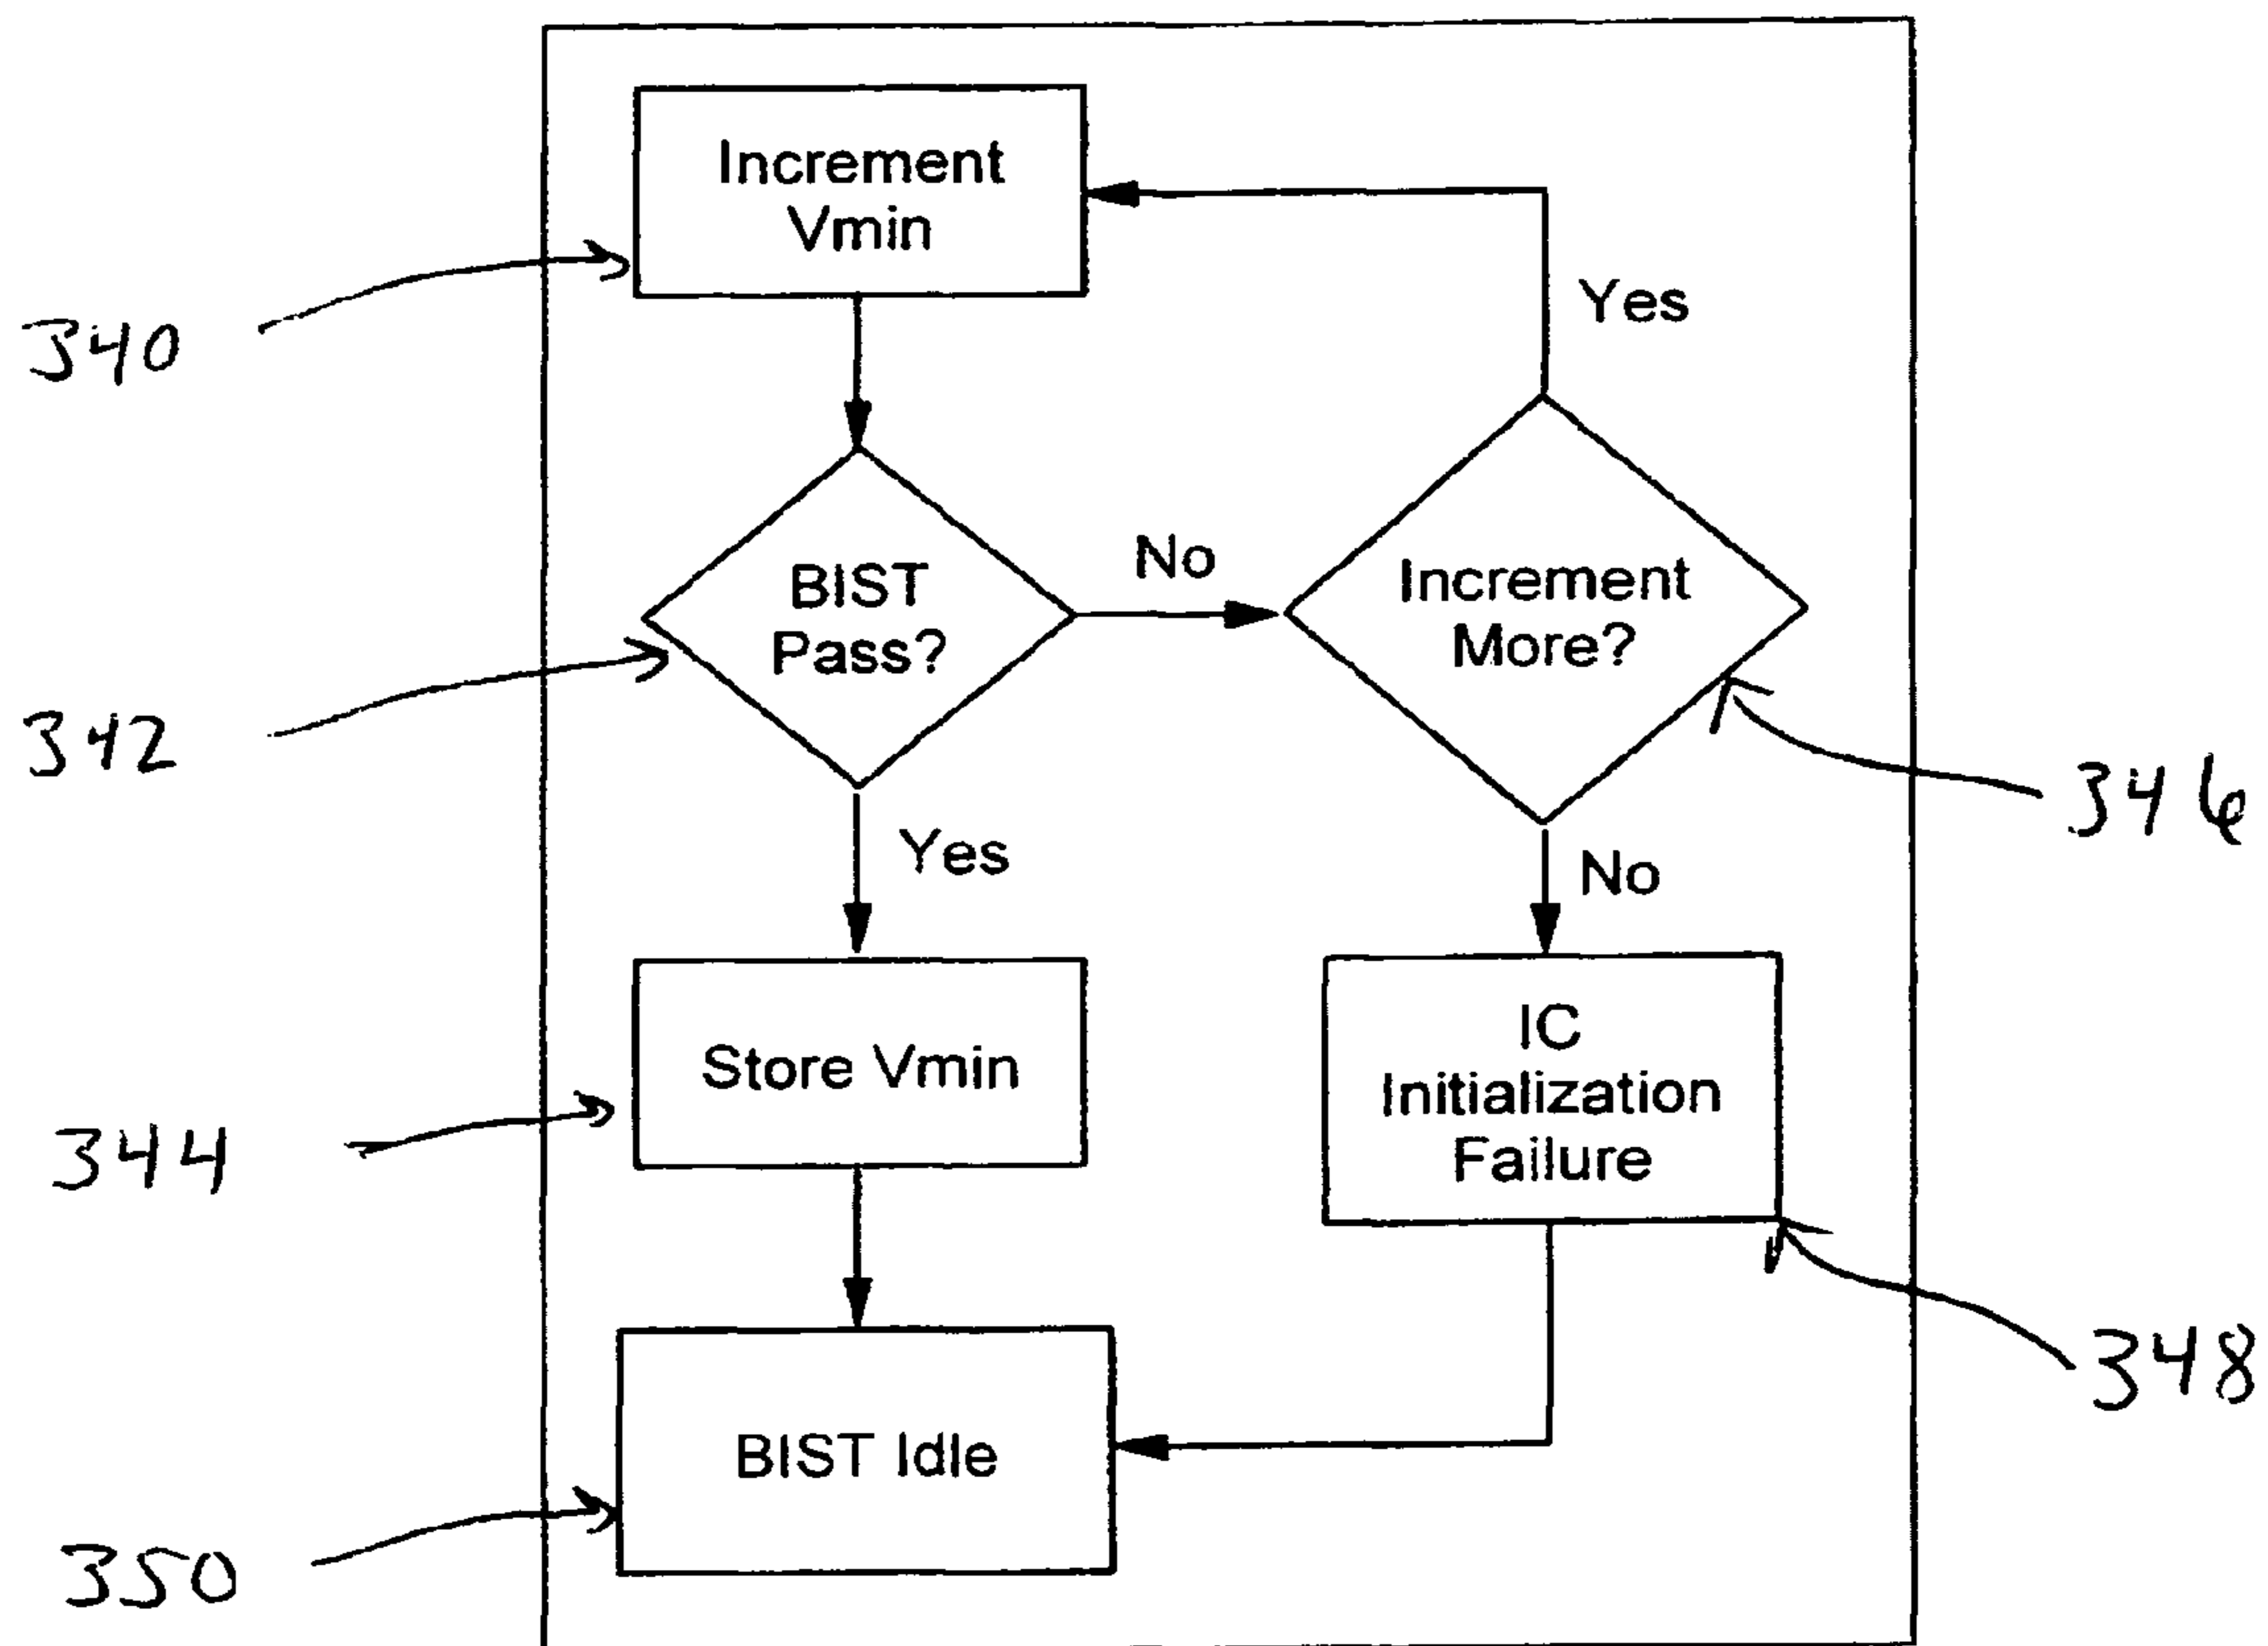 Increment
Vmin
Yes
340
BIST
Pass?
No
Increment
More?
342
346
Yes
No
Store Vmin
IC
Initialization
Failure
344
348
BIST Idle
350